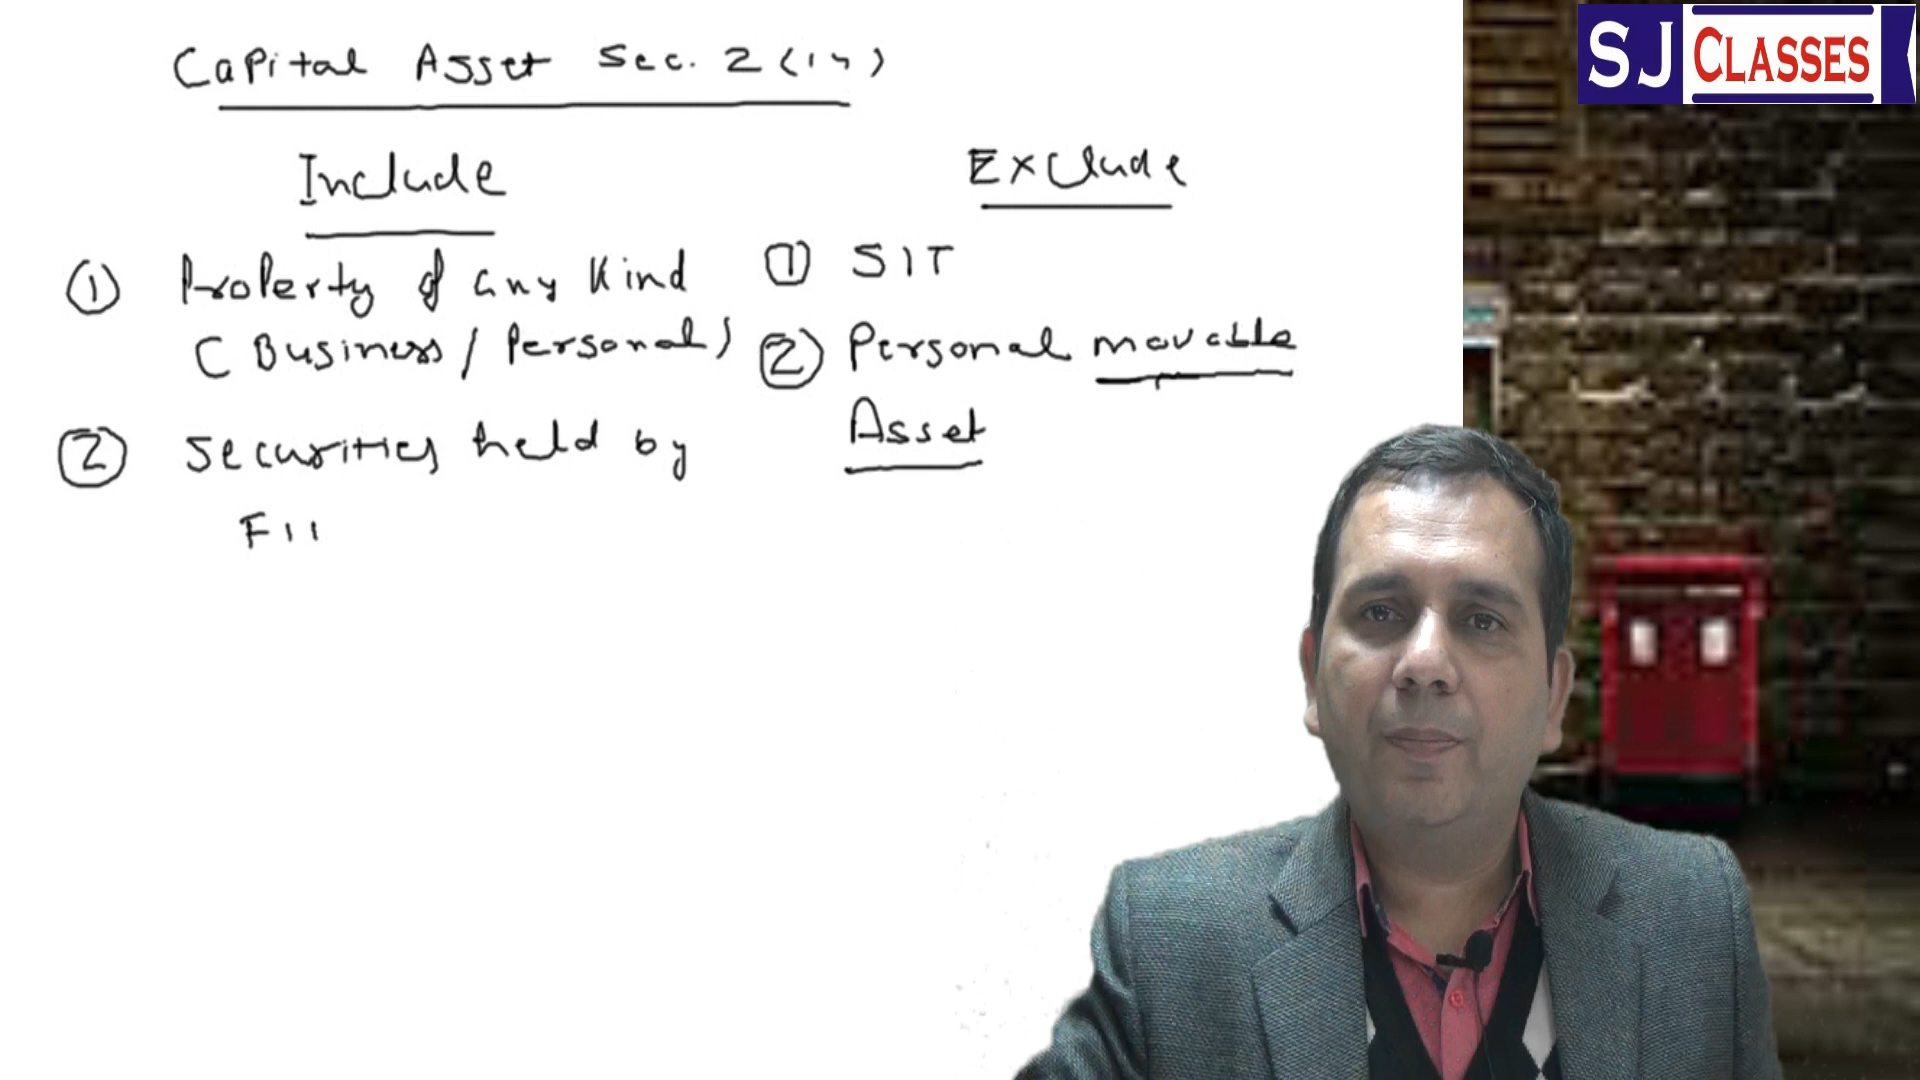 Capital Asset Sec. 2(14)
SJ CLASSES
Include
Exclude
① Property of any Kind
(Business / Personal)
② Securities held by
FII
① SIT
② Personal movable
Asset